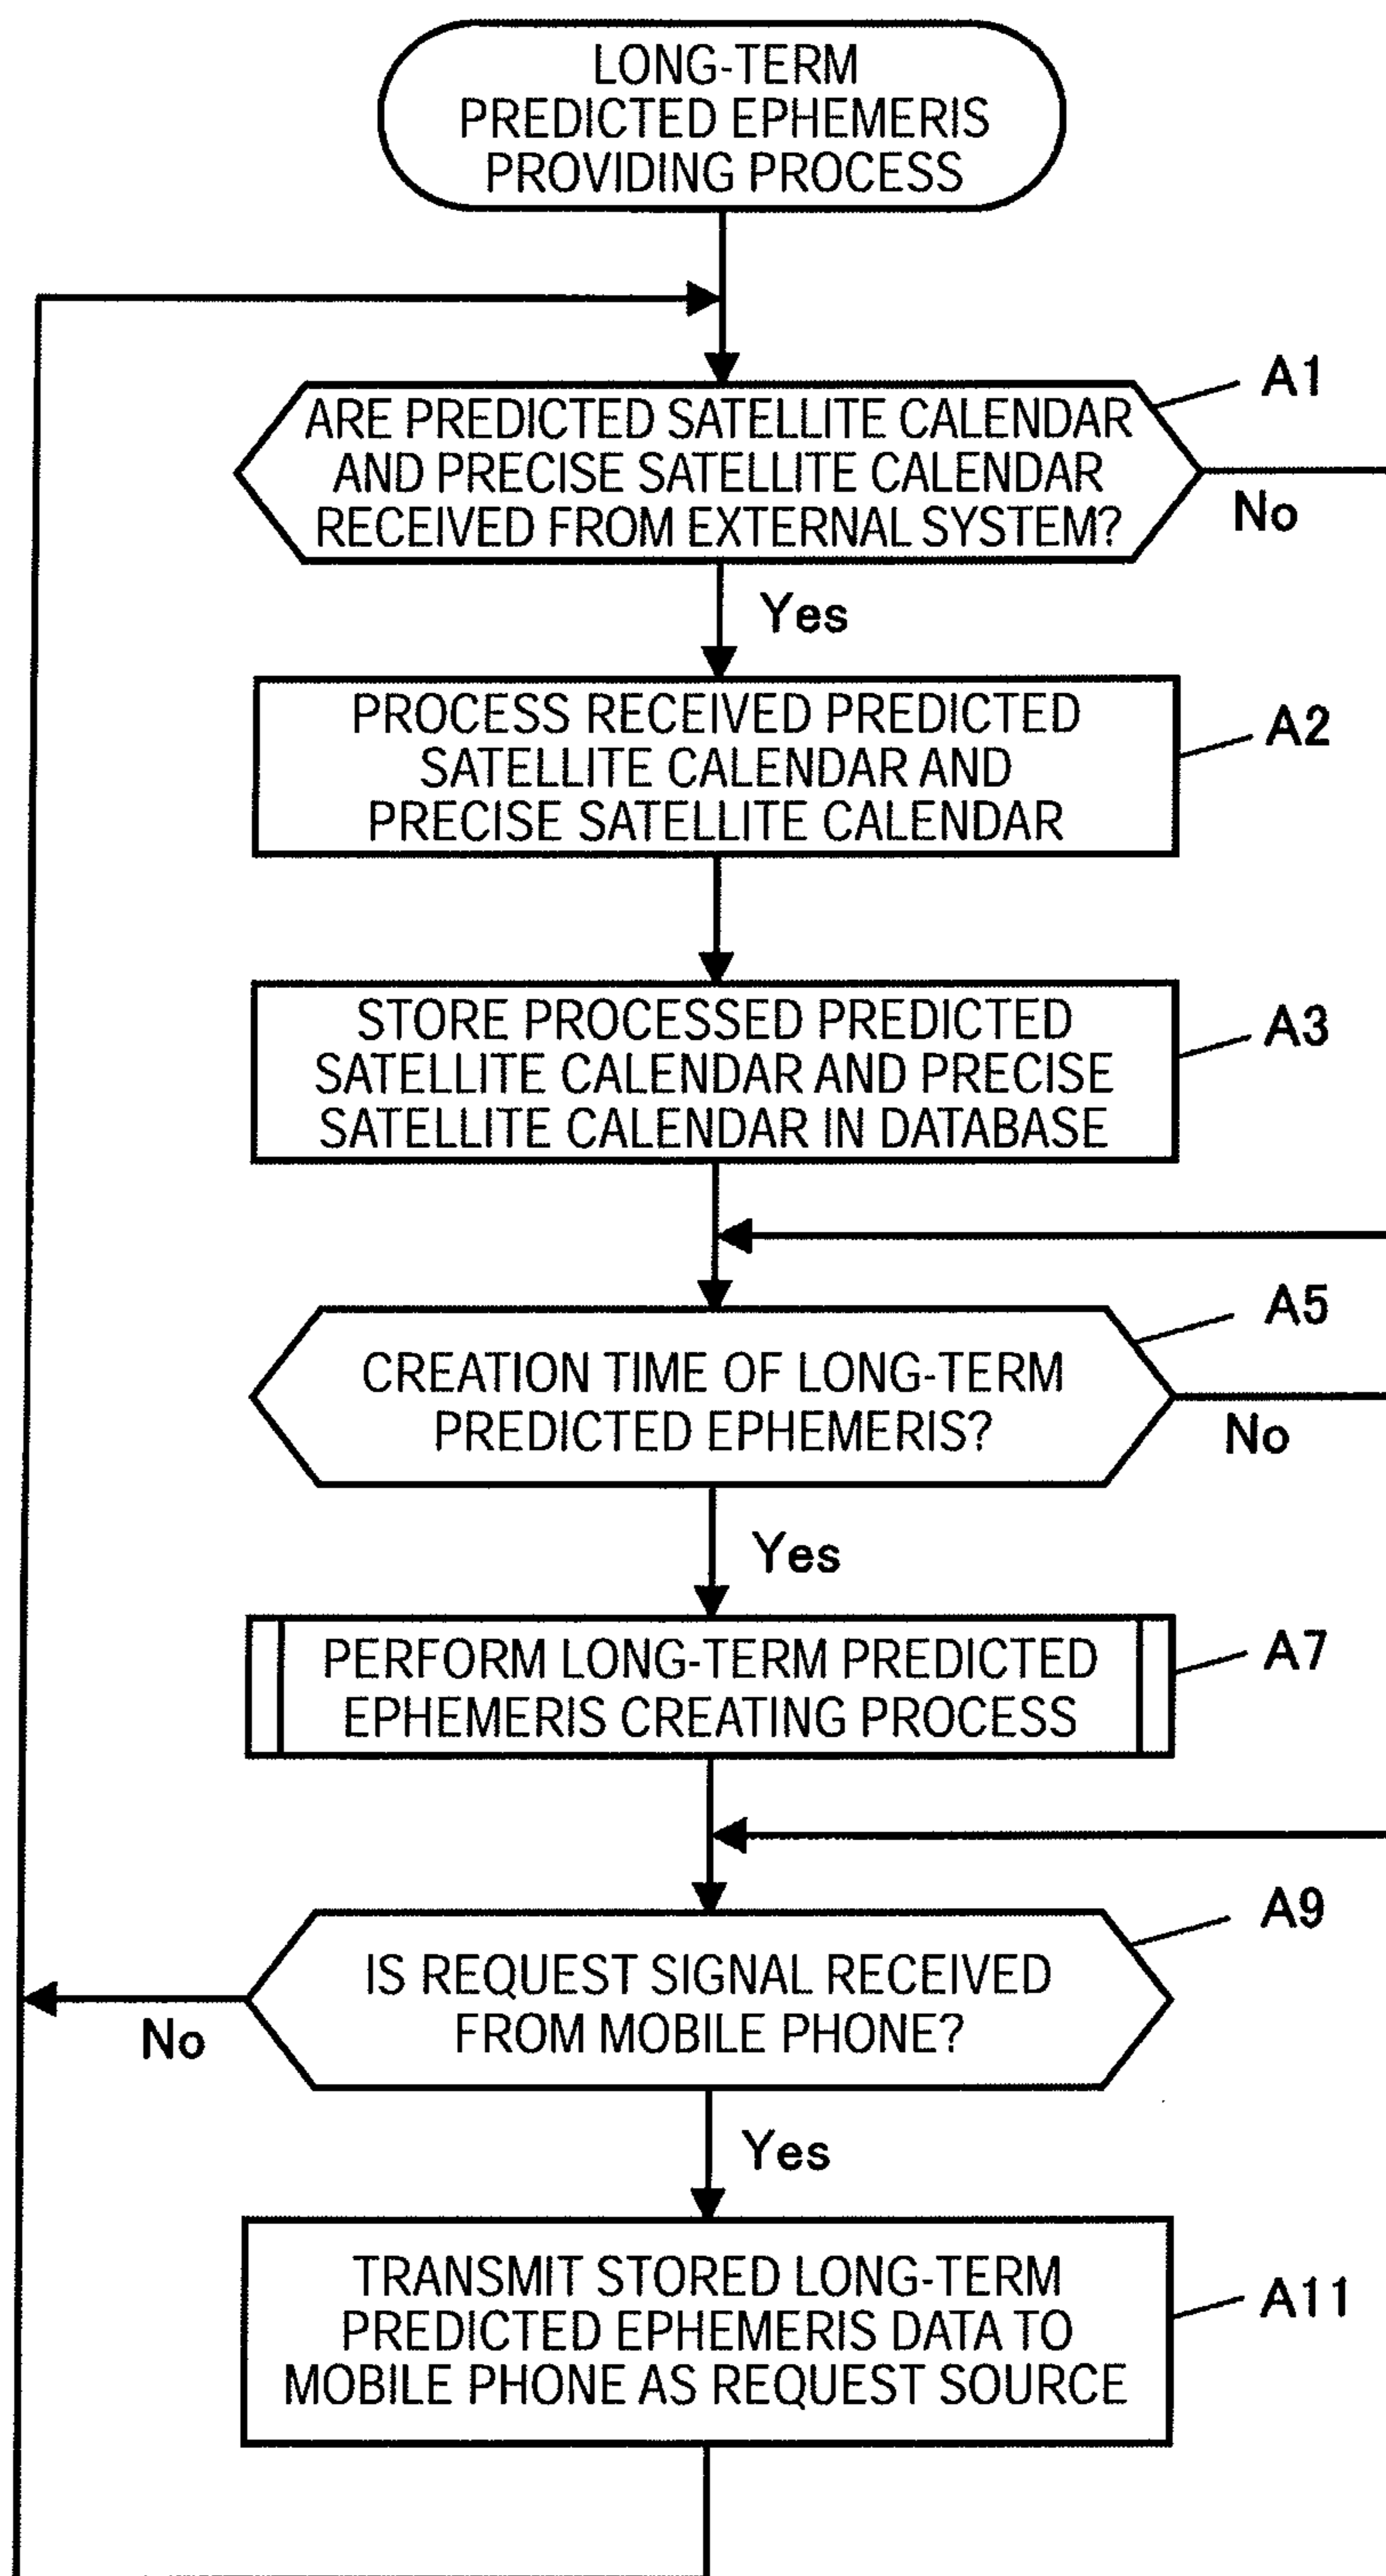 LONG-TERM
PREDICTED EPHEMERIS
PROVIDING PROCESS
A1
ARE PREDICTED SATELLITE CALENDAR
AND PRECISE SATELLITE CALENDAR
RECEIVED FROM EXTERNAL SYSTEM?
No
Yes
A2
PROCESS RECEIVED PREDICTED
SATELLITE CALENDAR AND
PRECISE SATELLITE CALENDAR
A3
STORE PROCESSED PREDICTED
SATELLITE CALENDAR AND PRECISE
SATELLITE CALENDAR IN DATABASE
A5
CREATION TIME OF LONG-TERM
PREDICTED EPHEMERIS?
No
Yes
A7
PERFORM LONG-TERM PREDICTED
EPHEMERIS CREATING PROCESS
A9
IS REQUEST SIGNAL RECEIVED
FROM MOBILE PHONE?
No
Yes
A11
TRANSMIT STORED LONG-TERM
PREDICTED EPHEMERIS DATA TO
MOBILE PHONE AS REQUEST SOURCE